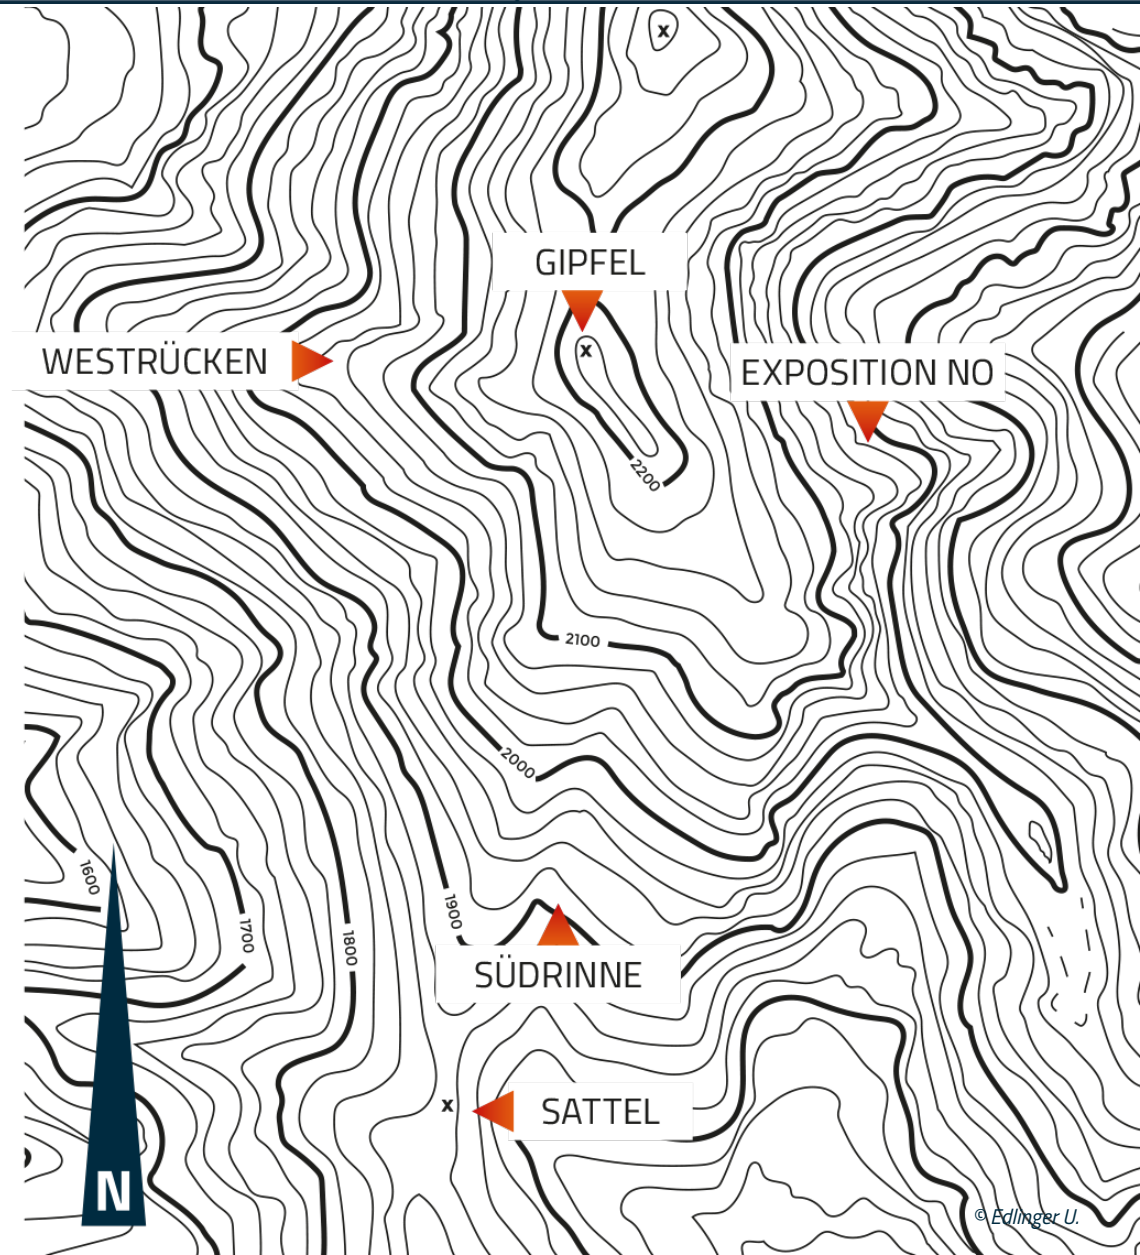 x
GIPFEL
WESTRÜCKEN
x
EXPOSITION NO
2200
2100
2000
1600
1900
1700
1800
SÜDRINNE
x
SATTEL
N
© Edlinger U.